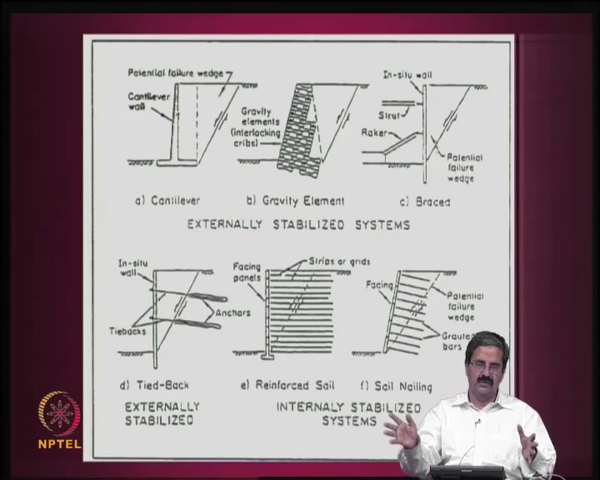 Potential failure wedge
Cantilever
wall
Gravity
elements
(interlocking
cribs)
In-situ wall
Strut
Raker
Potential
failure
wedge
a) Cantilever
b) Gravity Element
c) Braced
EXTERNALLY STABILIZED SYSTEMS
In-situ
wall
Tiebacks
Anchors
Facing
panels
Strips or grids
Facing
Potential
failure
wedge
Grouted
bars
d) Tied-Back
e) Reinforced Soil
f) Soil Nailing
EXTERNALLY
STABILIZED
INTERNALY STABILIZED
SYSTEMS
NPTEL